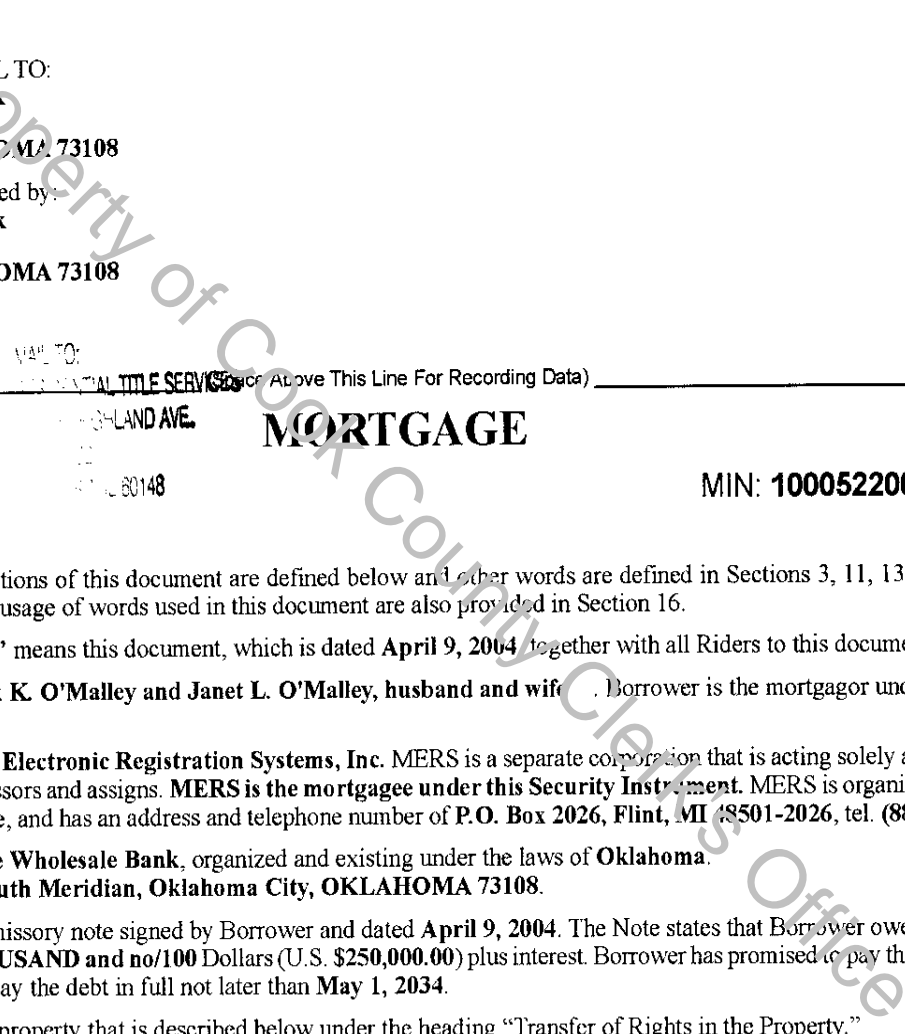 TO:
OMA 73108
ed by:
OMA 73108
MAIL TO:
TITLE SERVICES
(Space Above This Line For Recording Data)
HLAND AVE.
MORTGAGE
60148
MIN: 1000522
tions of this document are defined below and other words are defined in Sections 3, 11, 13
usage of words used in this document are also provided in Section 16.
” means this document, which is dated April 9, 2004, together with all Riders to this docume
K. O'Malley and Janet L. O'Malley, husband and wife . Borrower is the mortgagor und
Electronic Registration Systems, Inc. MERS is a separate corporation that is acting solely a
ssors and assigns. MERS is the mortgagee under this Security Instrument. MERS is organi
e, and has an address and telephone number of P.O. Box 2026, Flint, MI 48501-2026, tel. (88
e Wholesale Bank, organized and existing under the laws of Oklahoma.
uth Meridian, Oklahoma City, OKLAHOMA 73108.
nissory note signed by Borrower and dated April 9, 2004. The Note states that Borrower owe
USAND and no/100 Dollars (U.S. $250,000.00) plus interest. Borrower has promised to pay th
ay the debt in full not later than May 1, 2034.
property that is described below under the heading “Transfer of Rights in the Property.”
Property of Cook County Clerk's Office